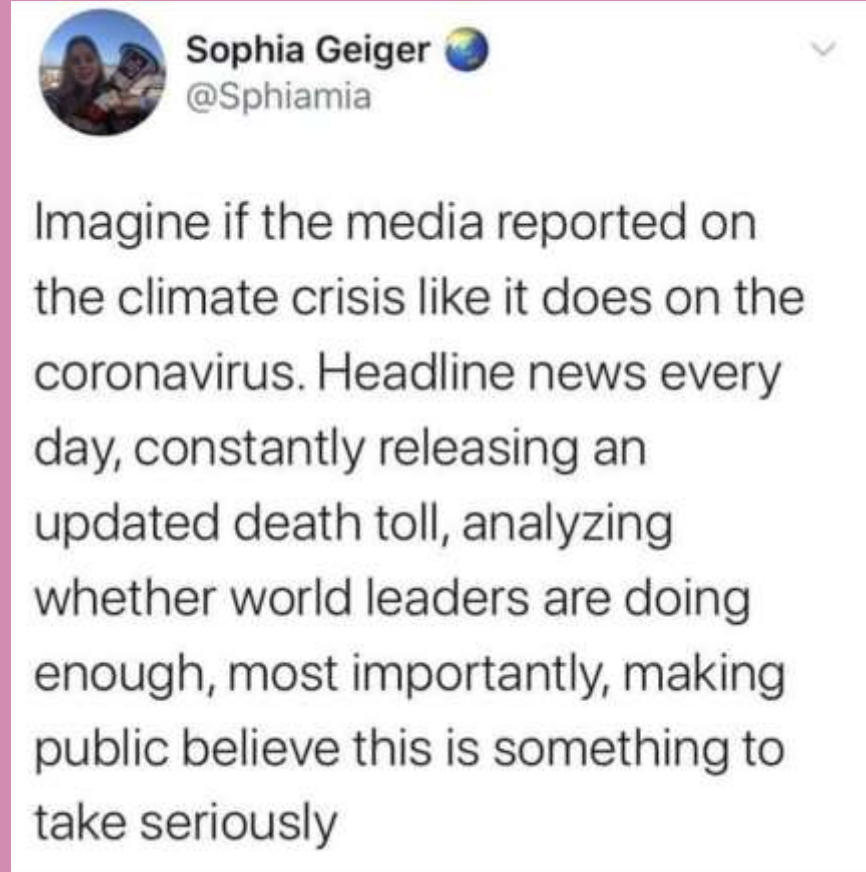 Sophia Geiger
@Sphiamia
Imagine if the media reported on
the climate crisis like it does on the
coronavirus. Headline news every
day, constantly releasing an
updated death toll, analyzing
whether world leaders are doing
enough, most importantly, making
public believe this is something to
take seriously